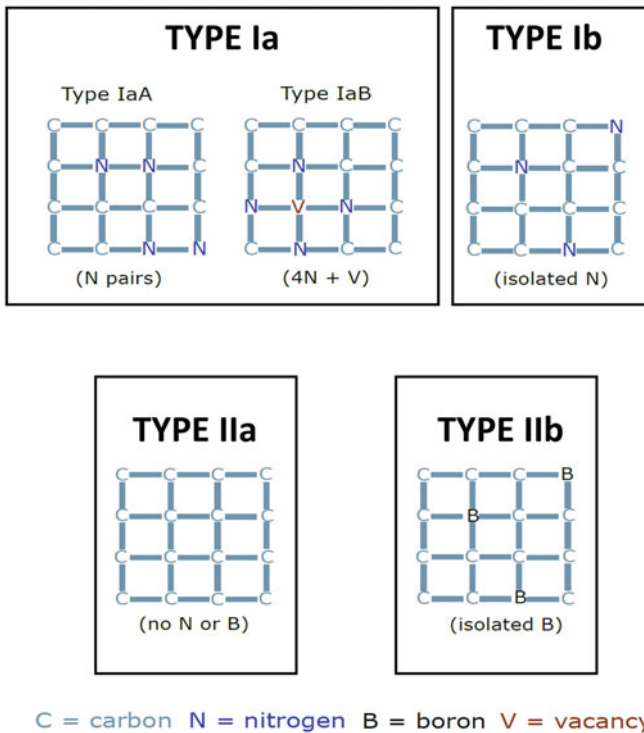 TYPE Ia
Type IaA
C C C C
C N N C
C C C C
C C N N
(N pairs)
Type IaB
C C C C
C N C C
N V N C
C N C C
(4N + V)
TYPE Ib
C C C N
C N C C
C C C C
C C N C
(isolated N)
TYPE IIa
C C C C
C C C C
C C C C
C C C C
(no N or B)
TYPE IIb
C C C B
C B C C
C C C C
C C B C
(isolated B)
C = carbon N = nitrogen B = boron V = vacancy